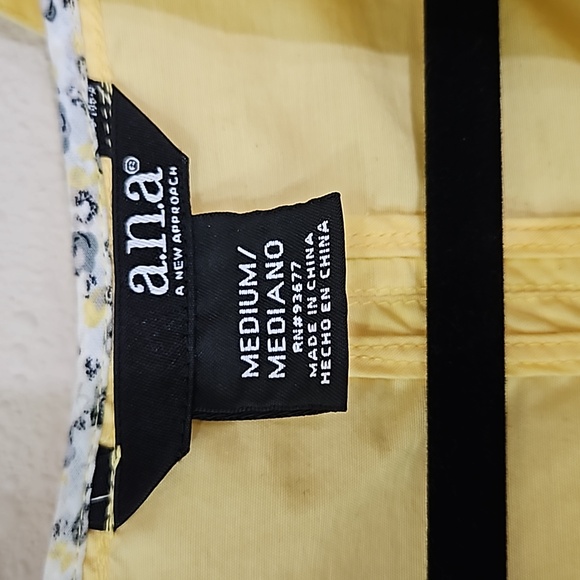 a.n.a®
A NEW APPROACH
MEDIUM/
MEDIANO
RN#93677
MADE IN CHINA
HECHO EN CHINA